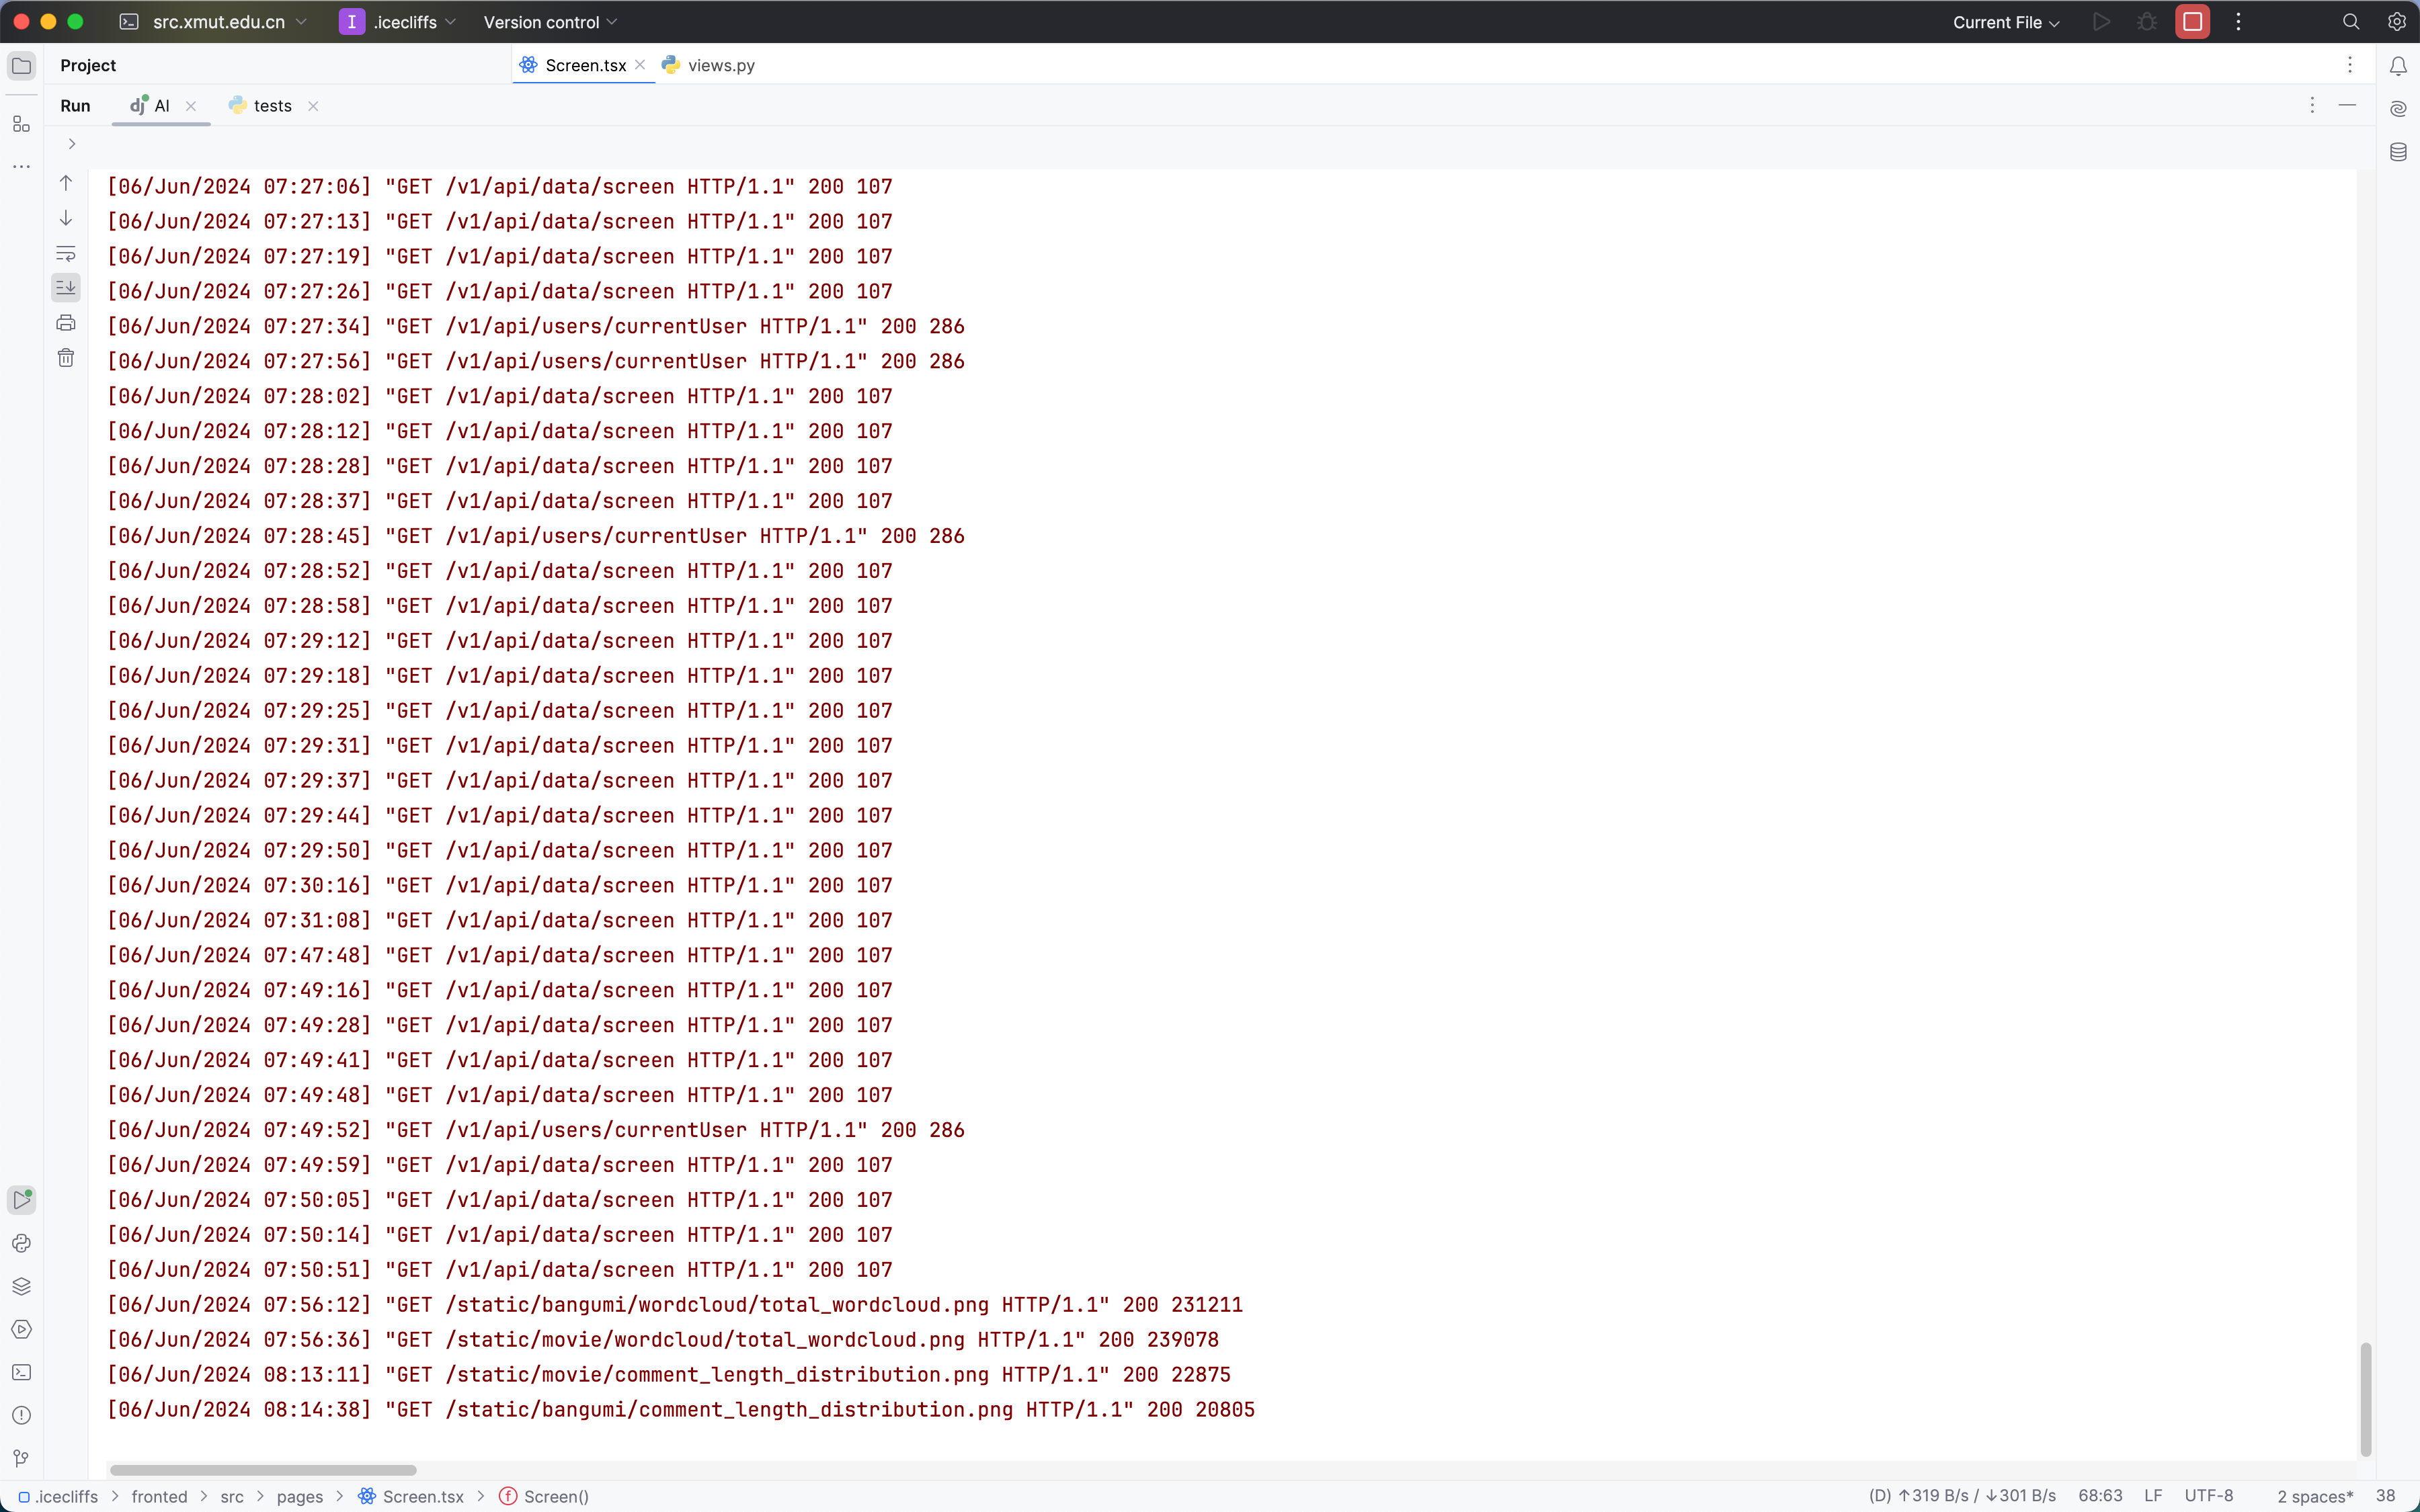 src.xmut.edu.cn I .icecliffs Version control Current File
Project Screen.tsx views.py
Run dj AI tests
[06/Jun/2024 07:27:06] "GET /v1/api/data/screen HTTP/1.1" 200 107
[06/Jun/2024 07:27:13] "GET /v1/api/data/screen HTTP/1.1" 200 107
[06/Jun/2024 07:27:19] "GET /v1/api/data/screen HTTP/1.1" 200 107
[06/Jun/2024 07:27:26] "GET /v1/api/data/screen HTTP/1.1" 200 107
[06/Jun/2024 07:27:34] "GET /v1/api/users/currentUser HTTP/1.1" 200 286
[06/Jun/2024 07:27:56] "GET /v1/api/users/currentUser HTTP/1.1" 200 286
[06/Jun/2024 07:28:02] "GET /v1/api/data/screen HTTP/1.1" 200 107
[06/Jun/2024 07:28:12] "GET /v1/api/data/screen HTTP/1.1" 200 107
[06/Jun/2024 07:28:28] "GET /v1/api/data/screen HTTP/1.1" 200 107
[06/Jun/2024 07:28:37] "GET /v1/api/data/screen HTTP/1.1" 200 107
[06/Jun/2024 07:28:45] "GET /v1/api/users/currentUser HTTP/1.1" 200 286
[06/Jun/2024 07:28:52] "GET /v1/api/data/screen HTTP/1.1" 200 107
[06/Jun/2024 07:28:58] "GET /v1/api/data/screen HTTP/1.1" 200 107
[06/Jun/2024 07:29:12] "GET /v1/api/data/screen HTTP/1.1" 200 107
[06/Jun/2024 07:29:18] "GET /v1/api/data/screen HTTP/1.1" 200 107
[06/Jun/2024 07:29:25] "GET /v1/api/data/screen HTTP/1.1" 200 107
[06/Jun/2024 07:29:31] "GET /v1/api/data/screen HTTP/1.1" 200 107
[06/Jun/2024 07:29:37] "GET /v1/api/data/screen HTTP/1.1" 200 107
[06/Jun/2024 07:29:44] "GET /v1/api/data/screen HTTP/1.1" 200 107
[06/Jun/2024 07:29:50] "GET /v1/api/data/screen HTTP/1.1" 200 107
[06/Jun/2024 07:30:16] "GET /v1/api/data/screen HTTP/1.1" 200 107
[06/Jun/2024 07:31:08] "GET /v1/api/data/screen HTTP/1.1" 200 107
[06/Jun/2024 07:47:48] "GET /v1/api/data/screen HTTP/1.1" 200 107
[06/Jun/2024 07:49:16] "GET /v1/api/data/screen HTTP/1.1" 200 107
[06/Jun/2024 07:49:28] "GET /v1/api/data/screen HTTP/1.1" 200 107
[06/Jun/2024 07:49:41] "GET /v1/api/data/screen HTTP/1.1" 200 107
[06/Jun/2024 07:49:48] "GET /v1/api/data/screen HTTP/1.1" 200 107
[06/Jun/2024 07:49:52] "GET /v1/api/users/currentUser HTTP/1.1" 200 286
[06/Jun/2024 07:49:59] "GET /v1/api/data/screen HTTP/1.1" 200 107
[06/Jun/2024 07:50:05] "GET /v1/api/data/screen HTTP/1.1" 200 107
[06/Jun/2024 07:50:14] "GET /v1/api/data/screen HTTP/1.1" 200 107
[06/Jun/2024 07:50:51] "GET /v1/api/data/screen HTTP/1.1" 200 107
[06/Jun/2024 07:56:12] "GET /static/bangumi/wordcloud/total_wordcloud.png HTTP/1.1" 200 231211
[06/Jun/2024 07:56:36] "GET /static/movie/wordcloud/total_wordcloud.png HTTP/1.1" 200 239078
[06/Jun/2024 08:13:11] "GET /static/movie/comment_length_distribution.png HTTP/1.1" 200 22875
[06/Jun/2024 08:14:38] "GET /static/bangumi/comment_length_distribution.png HTTP/1.1" 200 20805
.icecliffs > fronted > src > pages > Screen.tsx > f Screen() (D) ↑319 B/s / ↓301 B/s 68:63 LF UTF-8 2 spaces* 38